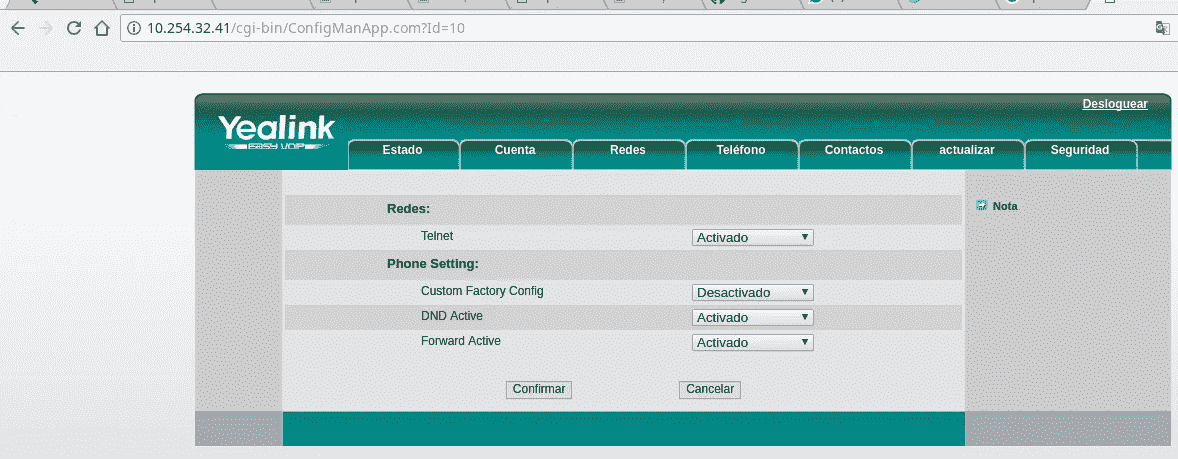 10.254.32.41/cgi-bin/ConfigManApp.com?Id=10
Desloguear
Yealink
EASY VOIP
Estado Cuenta Redes Teléfono Contactos actualizar Seguridad
Redes:
Nota
Telnet Activado
Phone Setting:
Custom Factory Config Desactivado
DND Active Activado
Forward Active Activado
Confirmar Cancelar